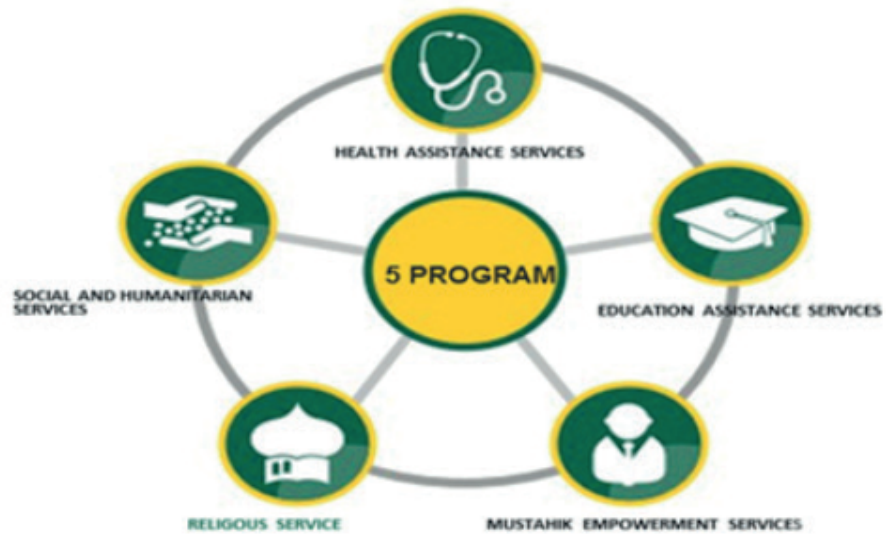 HEALTH ASSISTANCE SERVICES
5 PROGRAM
SOCIAL AND HUMANITARIAN
SERVICES
EDUCATION ASSISTANCE SERVICES
RELIGOUS SERVICE
MUSTAHIK EMPOWERMENT SERVICES